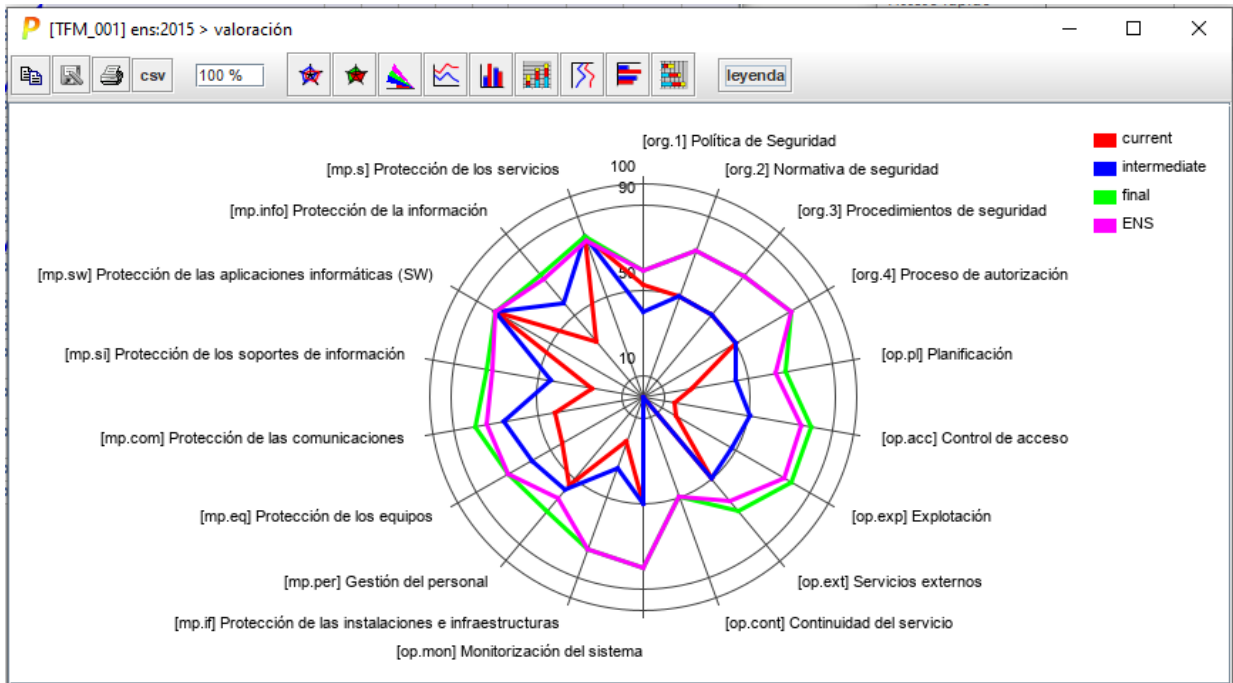 [TFM_001] ens:2015 > valoración
csv
100 %
leyenda
[org.1] Política de Seguridad
[org.2] Normativa de seguridad
[org.3] Procedimientos de seguridad
[org.4] Proceso de autorización
[op.pl] Planificación
[op.acc] Control de acceso
[op.exp] Explotación
[op.ext] Servicios externos
[op.cont] Continuidad del servicio
[op.mon] Monitorización del sistema
[mp.if] Protección de las instalaciones e infraestructuras
[mp.per] Gestión del personal
[mp.eq] Protección de los equipos
[mp.com] Protección de las comunicaciones
[mp.si] Protección de los soportes de información
[mp.sw] Protección de las aplicaciones informáticas (SW)
[mp.info] Protección de la información
[mp.s] Protección de los servicios
100
90
50
10
current
intermediate
final
ENS